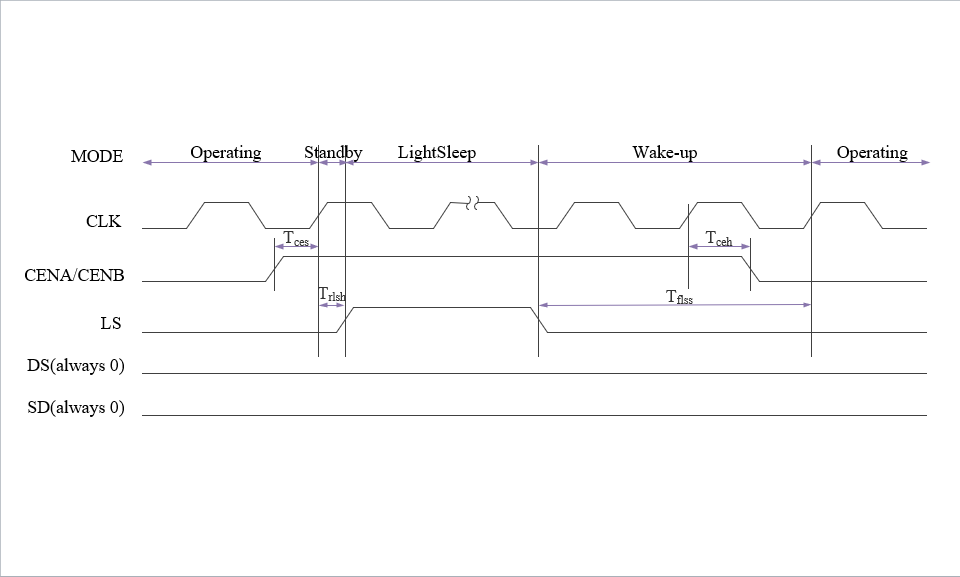 MODE Operating Standby LightSleep Wake-up Operating
CLK
Tces Tceh
CENA/CENB
Trlsh Tflss
LS
DS(always 0)
SD(always 0)